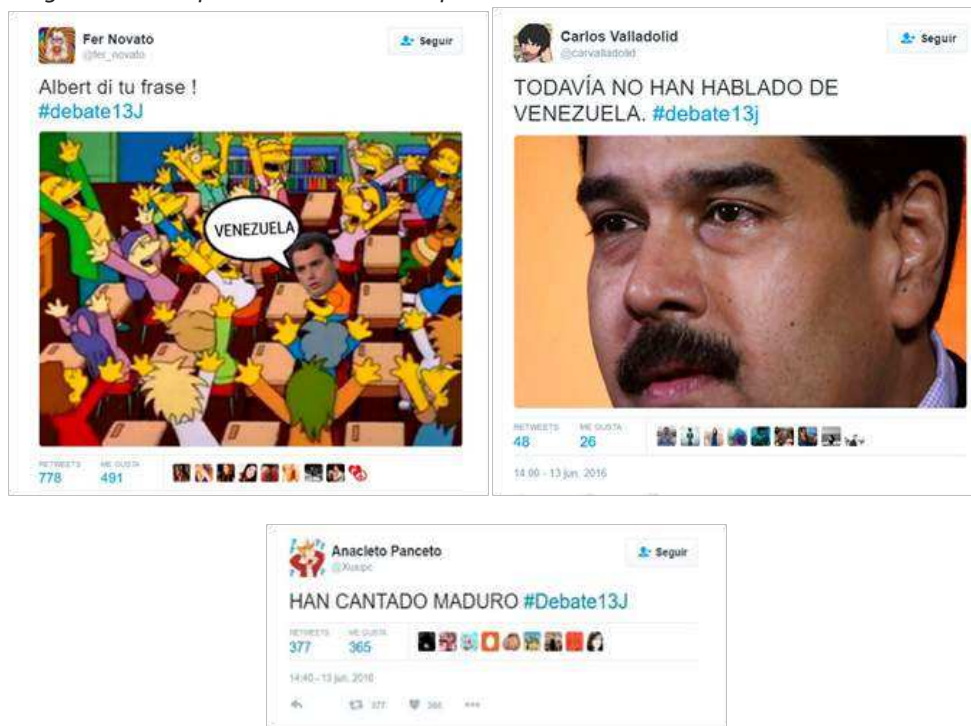 Fer Novato
@fer_novato
Seguir
Albert di tu frase !
#debate13J
VENEZUELA
RETWEETS ME GUSTA
778 491
Carlos Valladolid
@carvalladolid
Seguir
TODAVÍA NO HAN HABLADO DE
VENEZUELA. #debate13j
RETWEETS ME GUSTA
48 26
14:00 - 13 jun. 2016
Anacleto Panceto
Seguir
HAN CANTADO MADURO #Debate13J
RETWEETS ME GUSTA
377 365
14:40 - 13 jun. 2016
377